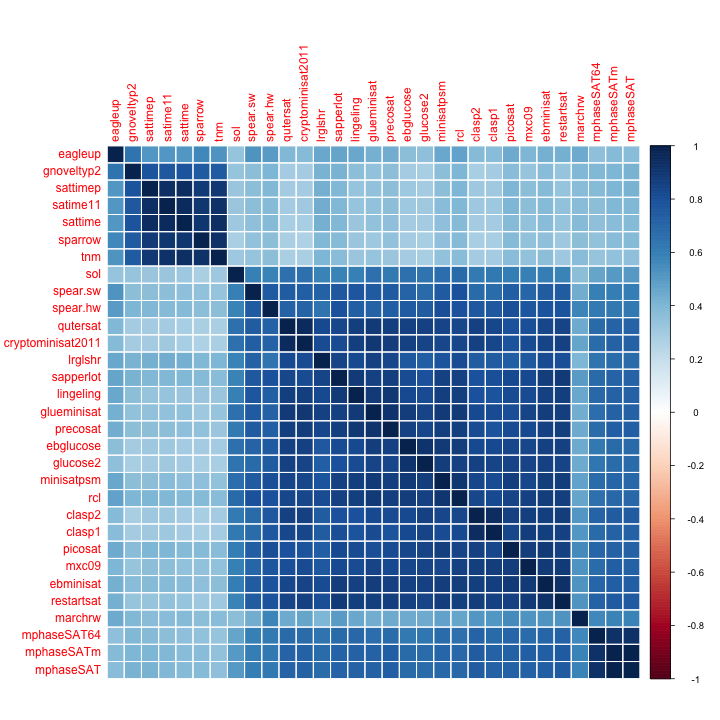 eagleup
gnoveltyp2
sattimep
satime11
sattime
sparrow
tnm
sol
spear.sw
spear.hw
qutersat
cryptominisat2011
lrglshr
sapperlot
lingeling
glueminisat
precosat
ebglucose
glucose2
minisatpsm
rcl
clasp2
clasp1
picosat
mxc09
ebminisat
restartsat
marchrw
mphaseSAT64
mphaseSATm
mphaseSAT
eagleup
gnoveltyp2
sattimep
satime11
sattime
sparrow
tnm
sol
spear.sw
spear.hw
qutersat
cryptominisat2011
lrglshr
sapperlot
lingeling
glueminisat
precosat
ebglucose
glucose2
minisatpsm
rcl
clasp2
clasp1
picosat
mxc09
ebminisat
restartsat
marchrw
mphaseSAT64
mphaseSATm
mphaseSAT
1
0.8
0.6
0.4
0.2
0
-0.2
-0.4
-0.6
-0.8
-1